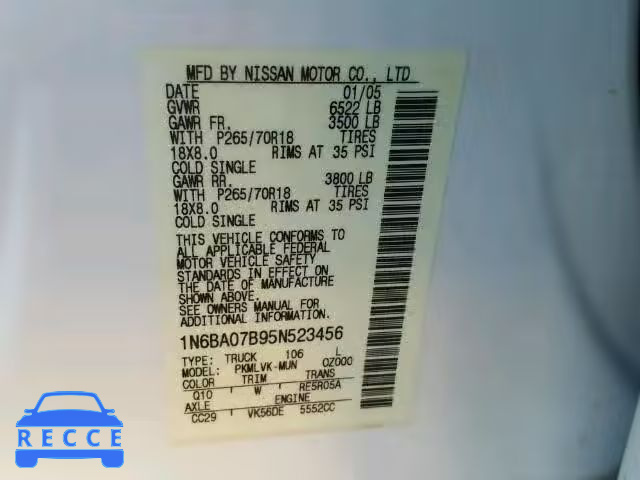 MFD BY NISSAN MOTOR CO., LTD
DATE 01/05
GVWR 6522 LB
GAWR FR. 3500 LB
WITH P265/70R18 TIRES
18X8.0 RIMS AT 35 PSI
COLD SINGLE
GAWR RR. 3800 LB
WITH P265/70R18 TIRES
18X8.0 RIMS AT 35 PSI
COLD SINGLE
THIS VEHICLE CONFORMS TO
ALL APPLICABLE FEDERAL
MOTOR VEHICLE SAFETY
STANDARDS IN EFFECT ON
THE DATE OF MANUFACTURE
SHOWN ABOVE.
SEE OWNERS MANUAL FOR
ADDITIONAL INFORMATION.
1N6BA07B95N523456
TYPE: TRUCK 106 L
MODEL: PKMLVK-MUN 0Z000
COLOR TRIM TRANS
Q10 W RE5R05A
AXLE ENGINE
CC29 VK56DE 5552CC
RECCE